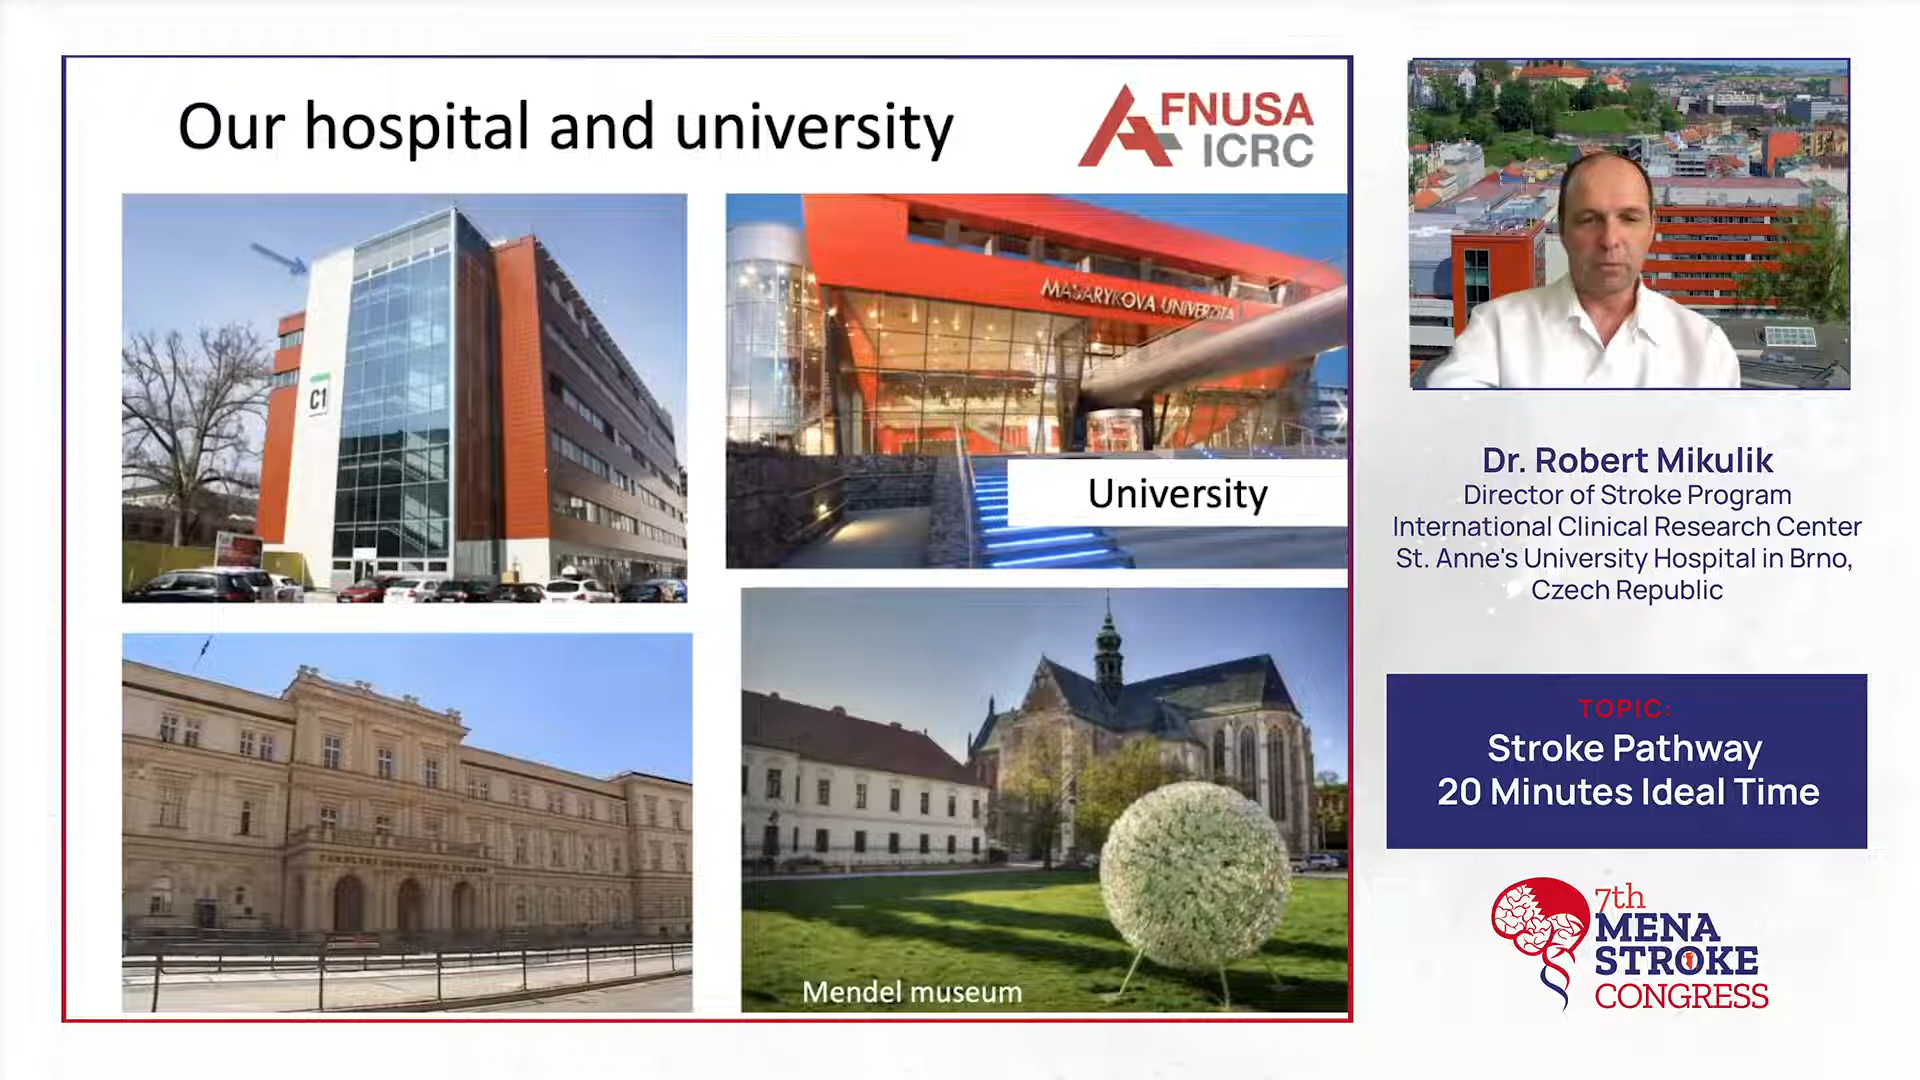 Our hospital and university
FNUSA
ICRC
C1
MASARYKOVA UNIVERZITA
University
Mendel museum
Dr. Robert Mikulik
Director of Stroke Program
International Clinical Research Center
St. Anne's University Hospital in Brno,
Czech Republic
TOPIC:
Stroke Pathway
20 Minutes Ideal Time
7th
MENA
STROKE
CONGRESS